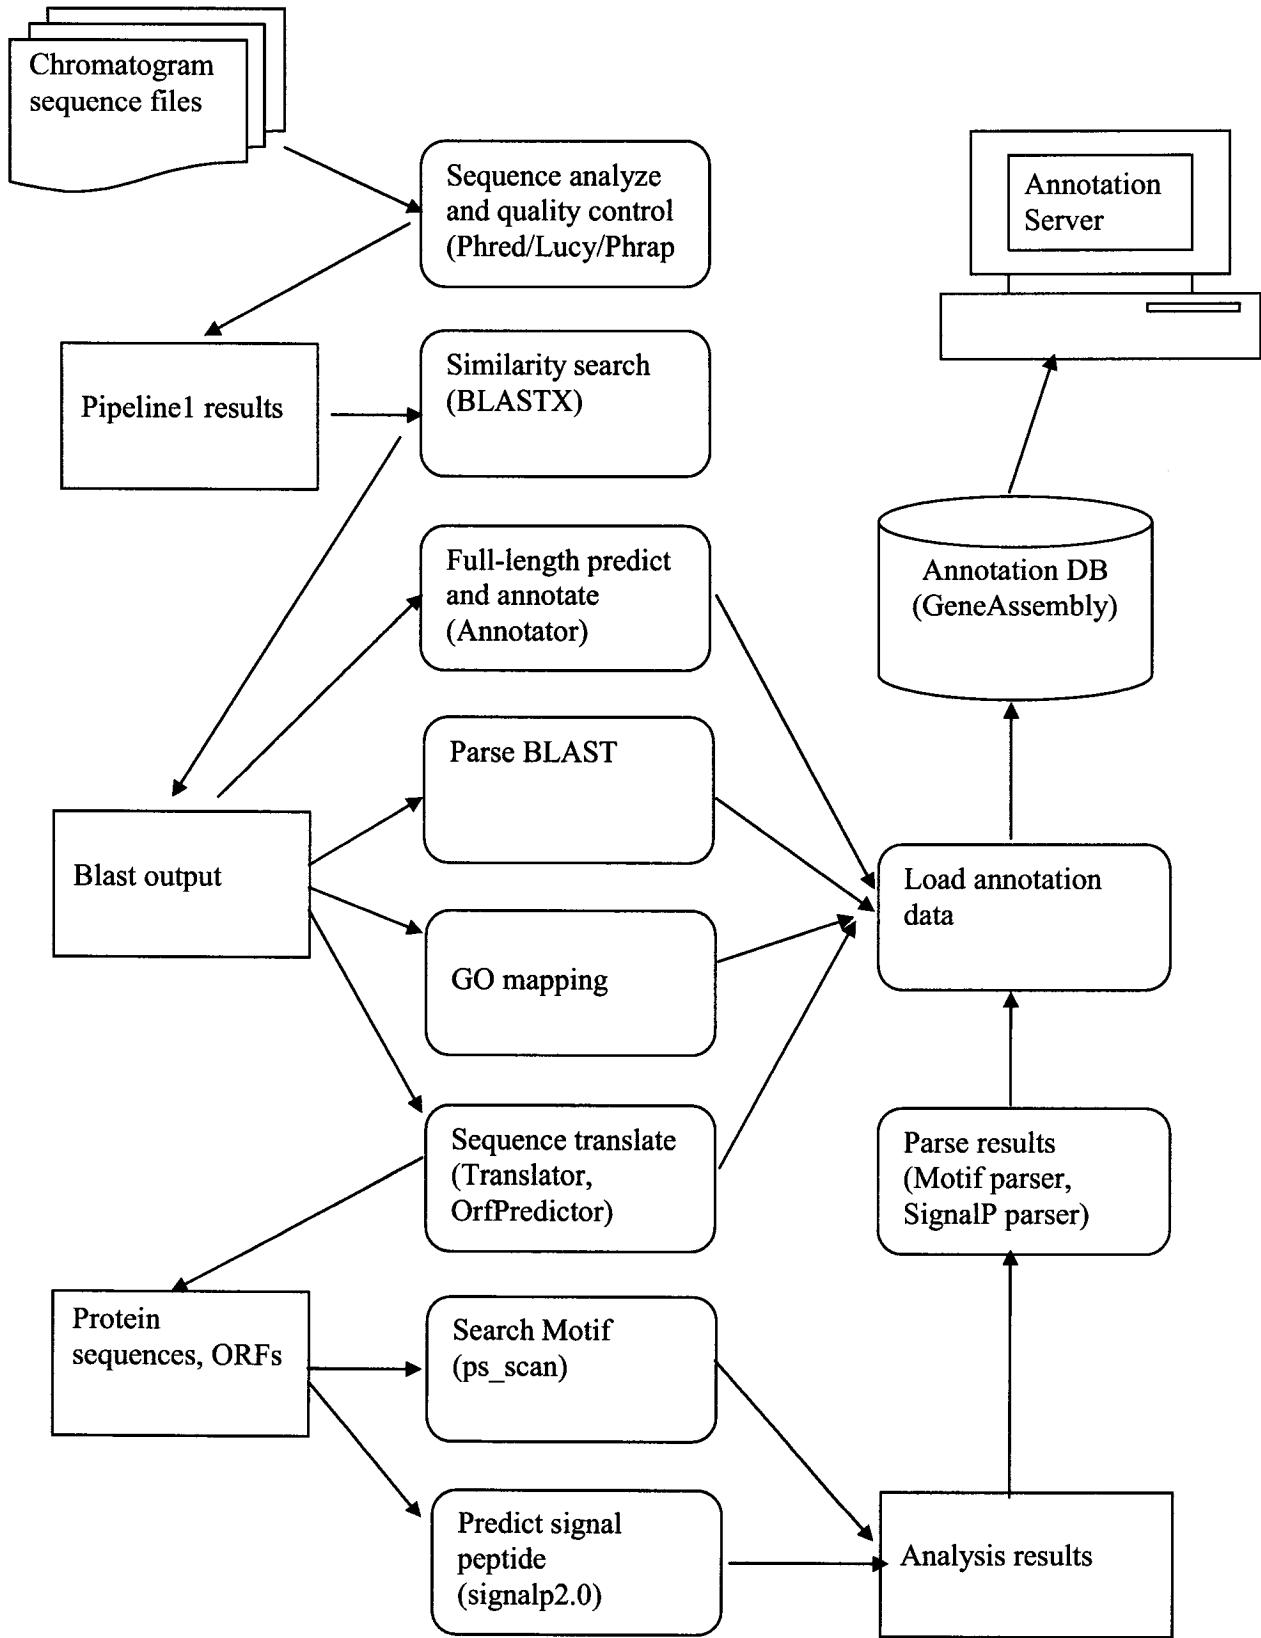 Chromatogram
sequence files
Sequence analyze
and quality control
(Phred/Lucy/Phrap
Annotation
Server
Pipeline1 results
Similarity search
(BLASTX)
Full-length predict
and annotate
(Annotator)
Annotation DB
(GeneAssembly)
Parse BLAST
Blast output
Load annotation
data
GO mapping
Sequence translate
(Translator,
OrfPredictor)
Parse results
(Motif parser,
SignalP parser)
Protein
sequences, ORFs
Search Motif
(ps_scan)
Predict signal
peptide
(signalp2.0)
Analysis results